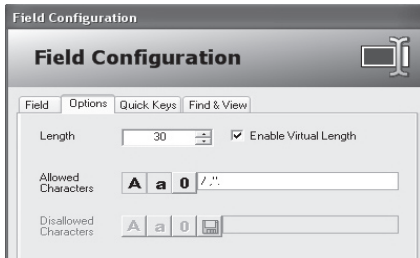 Field Configuration
Field Configuration
Field Options Quick Keys Find & View
Length 30 Enable Virtual Length
Allowed
Characters A a 0
Disallowed
Characters A a 0